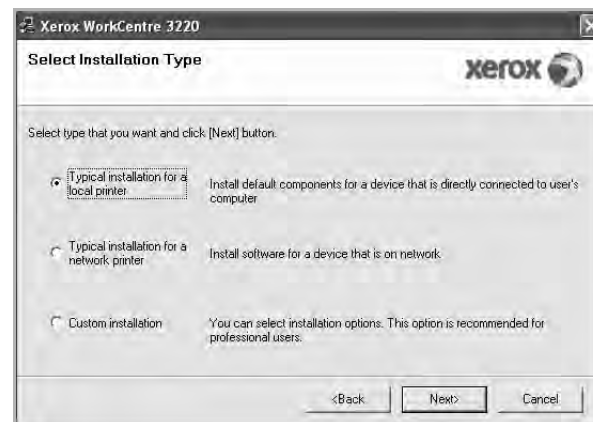 Xerox WorkCentre 3220
Select Installation Type
xerox
Select type that you want and click [Next] button.
Typical installation for a
local printer
Install default components for a device that is directly connected to user's
computer
Typical installation for a
network printer
Install software for a device that is on network
Custom installation
You can select installation options. This option is recommended for
professional users.
<Back
Next>
Cancel